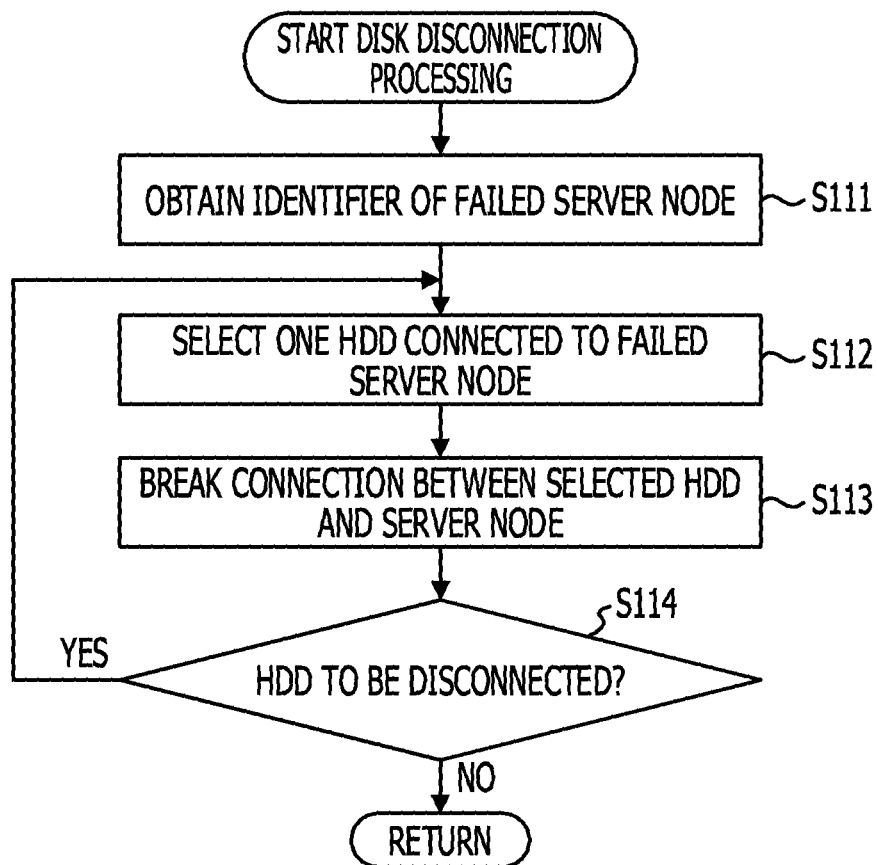 START DISK DISCONNECTION
PROCESSING
OBTAIN IDENTIFIER OF FAILED SERVER NODE
S111
SELECT ONE HDD CONNECTED TO FAILED
SERVER NODE
S112
BREAK CONNECTION BETWEEN SELECTED HDD
AND SERVER NODE
S113
S114
YES
HDD TO BE DISCONNECTED?
NO
RETURN